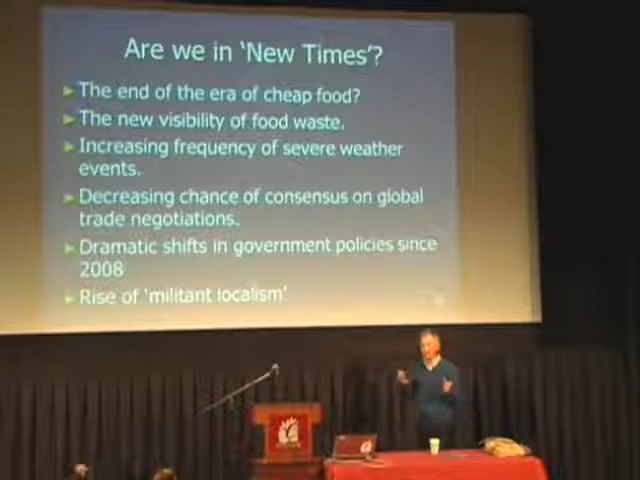 Are we in ‘New Times’?
The end of the era of cheap food?
The new visibility of food waste.
Increasing frequency of severe weather
events.
Decreasing chance of consensus on global
trade negotiations.
Dramatic shifts in government policies since
2008
Rise of ‘militant localism’